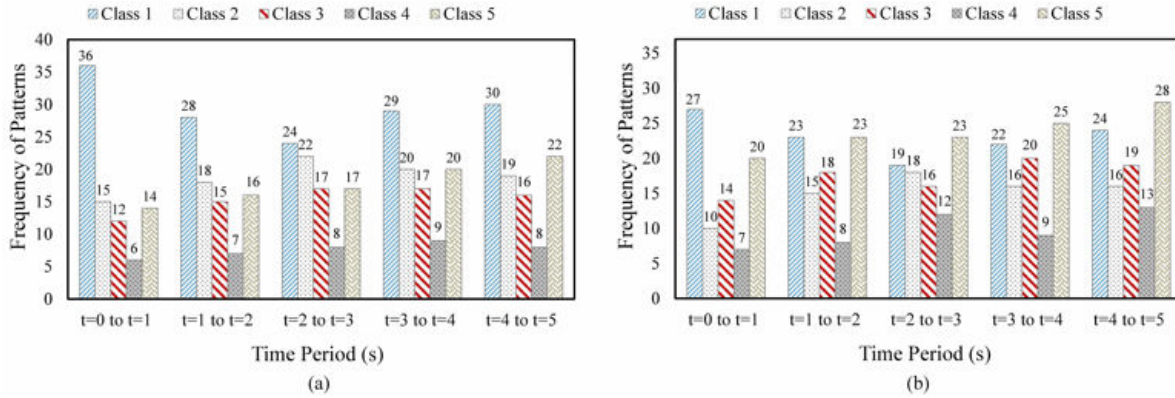 Class 1 Class 2 Class 3 Class 4 Class 5
Frequency of Patterns
40
35
30
25
20
15
10
5
0
36 15 12 6 14
28 18 15 7 16
24 22 17 8 17
29 20 17 9 20
30 19 16 8 22
t=0 to t=1 t=1 to t=2 t=2 to t=3 t=3 to t=4 t=4 to t=5
Time Period (s)
(a)
Class 1 Class 2 Class 3 Class 4 Class 5
Frequency of Patterns
35
30
25
20
15
10
5
0
27 10 14 7 20
23 15 18 8 23
19 18 16 12 23
22 16 20 9 25
24 16 19 13 28
t=0 to t=1 t=1 to t=2 t=2 to t=3 t=3 to t=4 t=4 to t=5
Time Period (s)
(b)